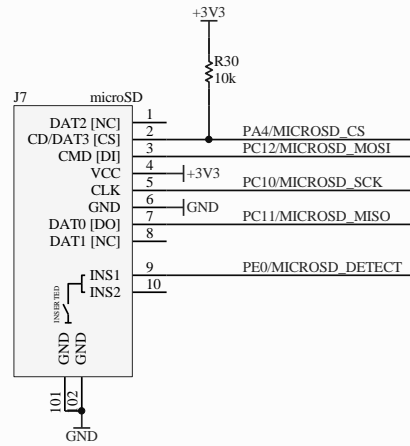 +3V3
R30
10k
J7 microSD
DAT2 [NC] 1
CD/DAT3 [CS] 2 PA4/MICROSD_CS
CMD [DI] 3 PC12/MICROSD_MOSI
VCC 4 +3V3
CLK 5 PC10/MICROSD_SCK
GND 6 GND
DAT0 [DO] 7 PC11/MICROSD_MISO
DAT1 [NC] 8
INS1 9 PE0/MICROSD_DETECT
INS2 10
INSERTED
GND
GND
101
102
GND